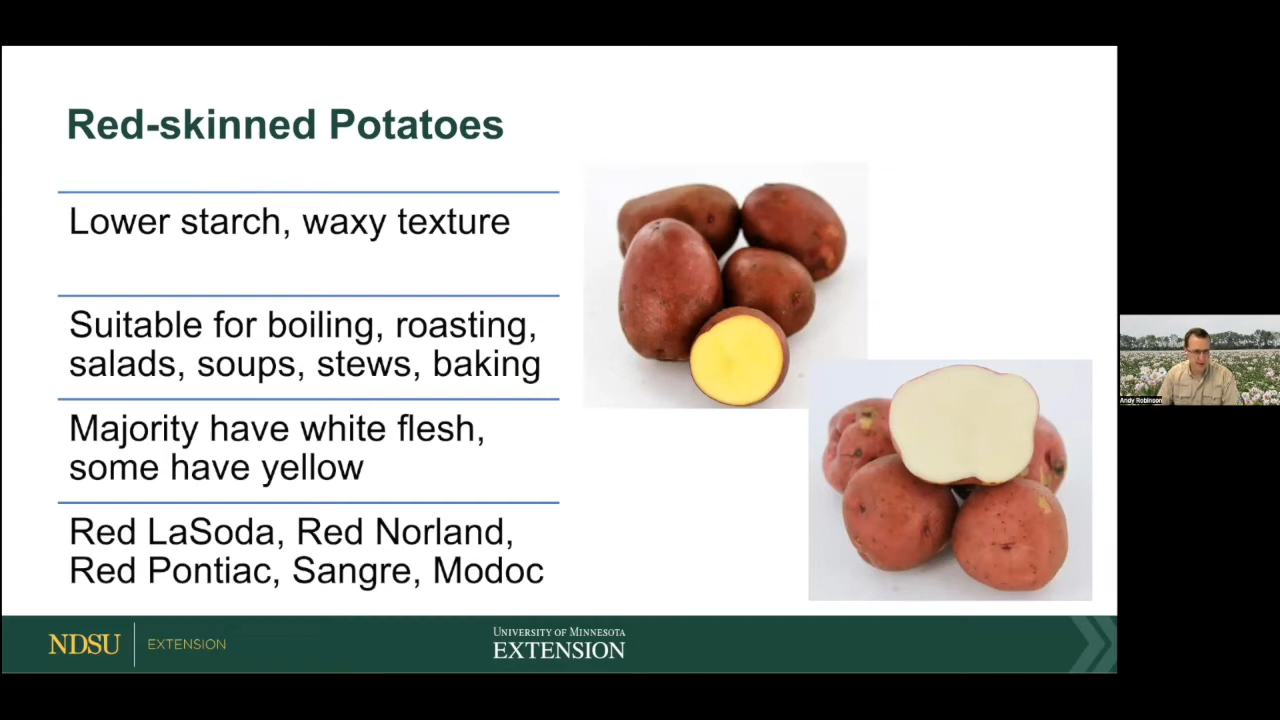 Red-skinned Potatoes
Lower starch, waxy texture
Suitable for boiling, roasting,
salads, soups, stews, baking
Majority have white flesh,
some have yellow
Red LaSoda, Red Norland,
Red Pontiac, Sangre, Modoc
NDSU EXTENSION
UNIVERSITY OF MINNESOTA
EXTENSION
Andy Robinson